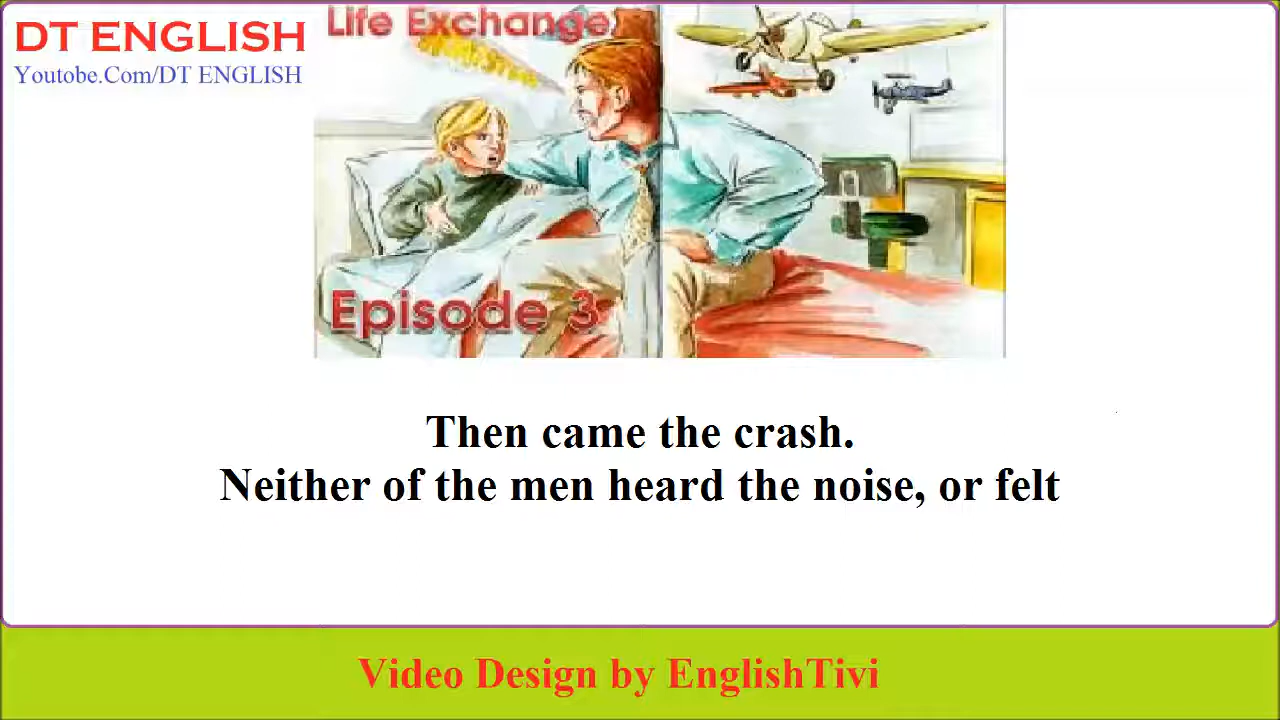 DT ENGLISH
Youtobe.Com/DT ENGLISH
Life Exchange
Episode 3
Then came the crash.
Neither of the men heard the noise, or felt
Video Design by EnglishTivi